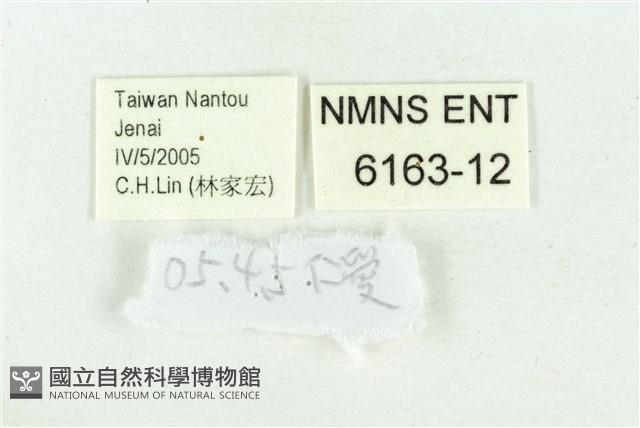 Taiwan Nantou
Jenai
IV/5/2005
C.H.Lin (林家宏)
NMNS ENT
6163-12
05.4.5 仁愛
國立自然科學博物館
NATIONAL MUSEUM OF NATURAL SCIENCE